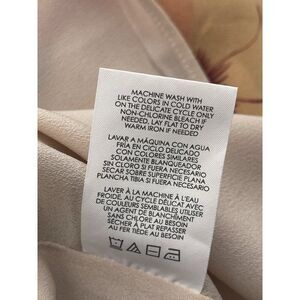 MACHINE WASH WITH
LIKE COLORS IN COLD WATER
ON THE DELICATE CYCLE ONLY
NON-CHLORINE BLEACH IF
NEEDED. LAY FLAT TO DRY
WARM IRON IF NEEDED
LAVAR A MÁQUINA CON AGUA
FRÍA EN CICLO DELICADO
CON COLORES SIMILARES
SOLAMENTE BLANQUEADOR
SIN CLORO SI FUERA NECESARIO
SECAR SOBRE SUPERFICIE PLANA
PLANCHA TIBIA SI FUERA NECESARIO
LAVER À LA MACHINE À L'EAU
FROIDE, AU CYCLE DÉLICAT AVEC
DE COULEURS SEMBLABLES UTILISER
UN AGENT DE BLANCHIMENT
SANS CHLORE AU BESOIN
SÉCHER À PLAT REPASSER
AU FER TIÈDE AU BESOIN